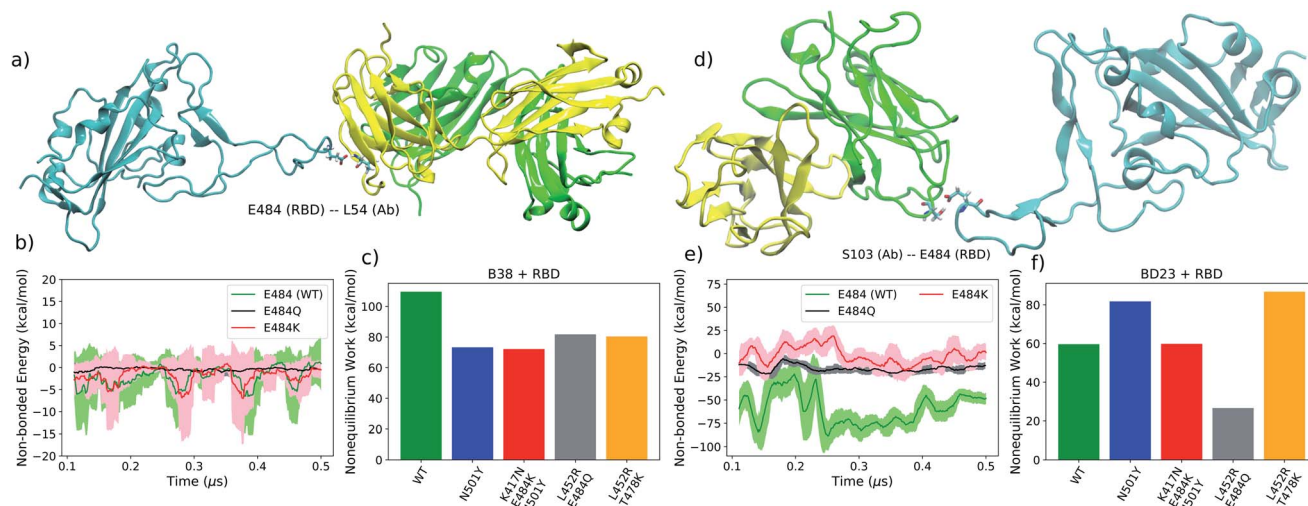 a)
E484 (RBD) -- L54 (Ab)
b)
E484 (WT)
E484Q
E484K
Non-bonded Energy (kcal/mol)
20
15
10
5
0
−5
−10
−15
−20
0.1
0.2
0.3
0.4
0.5
Time (μs)
c)
B38 + RBD
Nonequilibrium Work (kcal/mol)
100
80
60
40
20
0
WT
N501Y
K417N
E484K
N501Y
L452R
E484Q
L452R
T478K
d)
S103 (Ab) -- E484 (RBD)
e)
E484 (WT)
E484Q
E484K
Non-bonded Energy (kcal/mol)
75
50
25
0
−25
−50
−75
−100
0.1
0.2
0.3
0.4
0.5
Time (μs)
f)
BD23 + RBD
Nonequilibrium Work (kcal/mol)
80
60
40
20
0
WT
N501Y
K417N
E484K
N501Y
L452R
E484Q
L452R
T478K